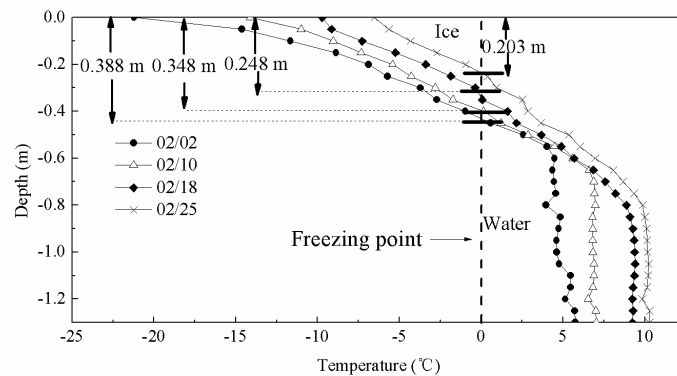 0.0
-0.2
-0.4
-0.6
-0.8
-1.0
-1.2
Depth (m)
Ice
0.203 m
0.388 m
0.348 m
0.248 m
02/02
02/10
02/18
02/25
Water
Freezing point
-25
-20
-15
-10
-5
0
5
10
Temperature (℃)